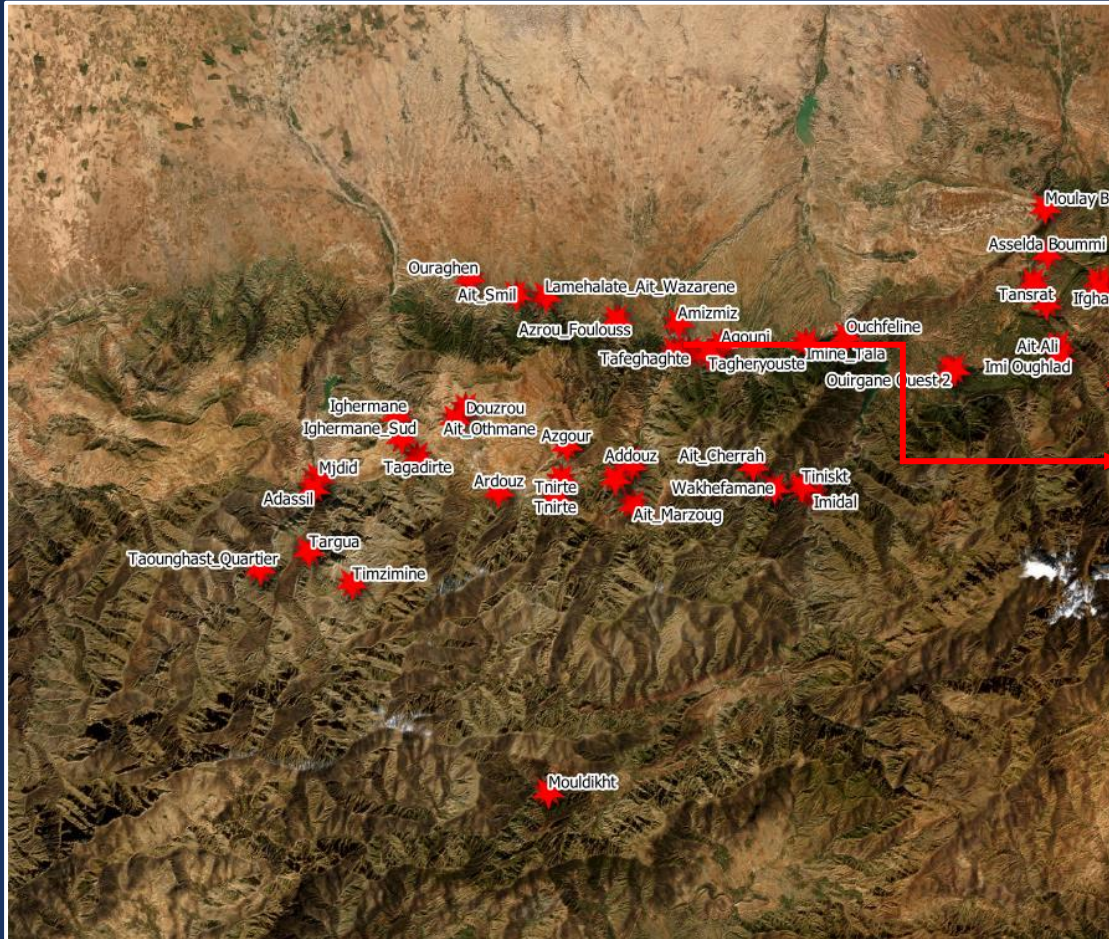 Moulay B
Asselda Boummi
Ouraghen
Ait_Smil
Lamehalate_Ait_Wazarene
Tansrat
Ifgha
Azrou_Foulouss
Amizmiz
Agouni
Ouchfeline
Imine_Tala
Tafeghaghte
Tagheryouste
Ait Ali
Imi Oughlad
Ouirgane Ouest 2
Ighermane
Douzrou
Ighermane_Sud
Ait_Othmane
Azgour
Tagadirte
Addouz
Ait_Cherrah
Mjdid
Adassil
Ardouz
Tnirte
Tnirte
Wakhefamane
Tiniskt
Imidal
Ait_Marzoug
Targua
Taounghast_Quartier
Timzimine
Mouldikht